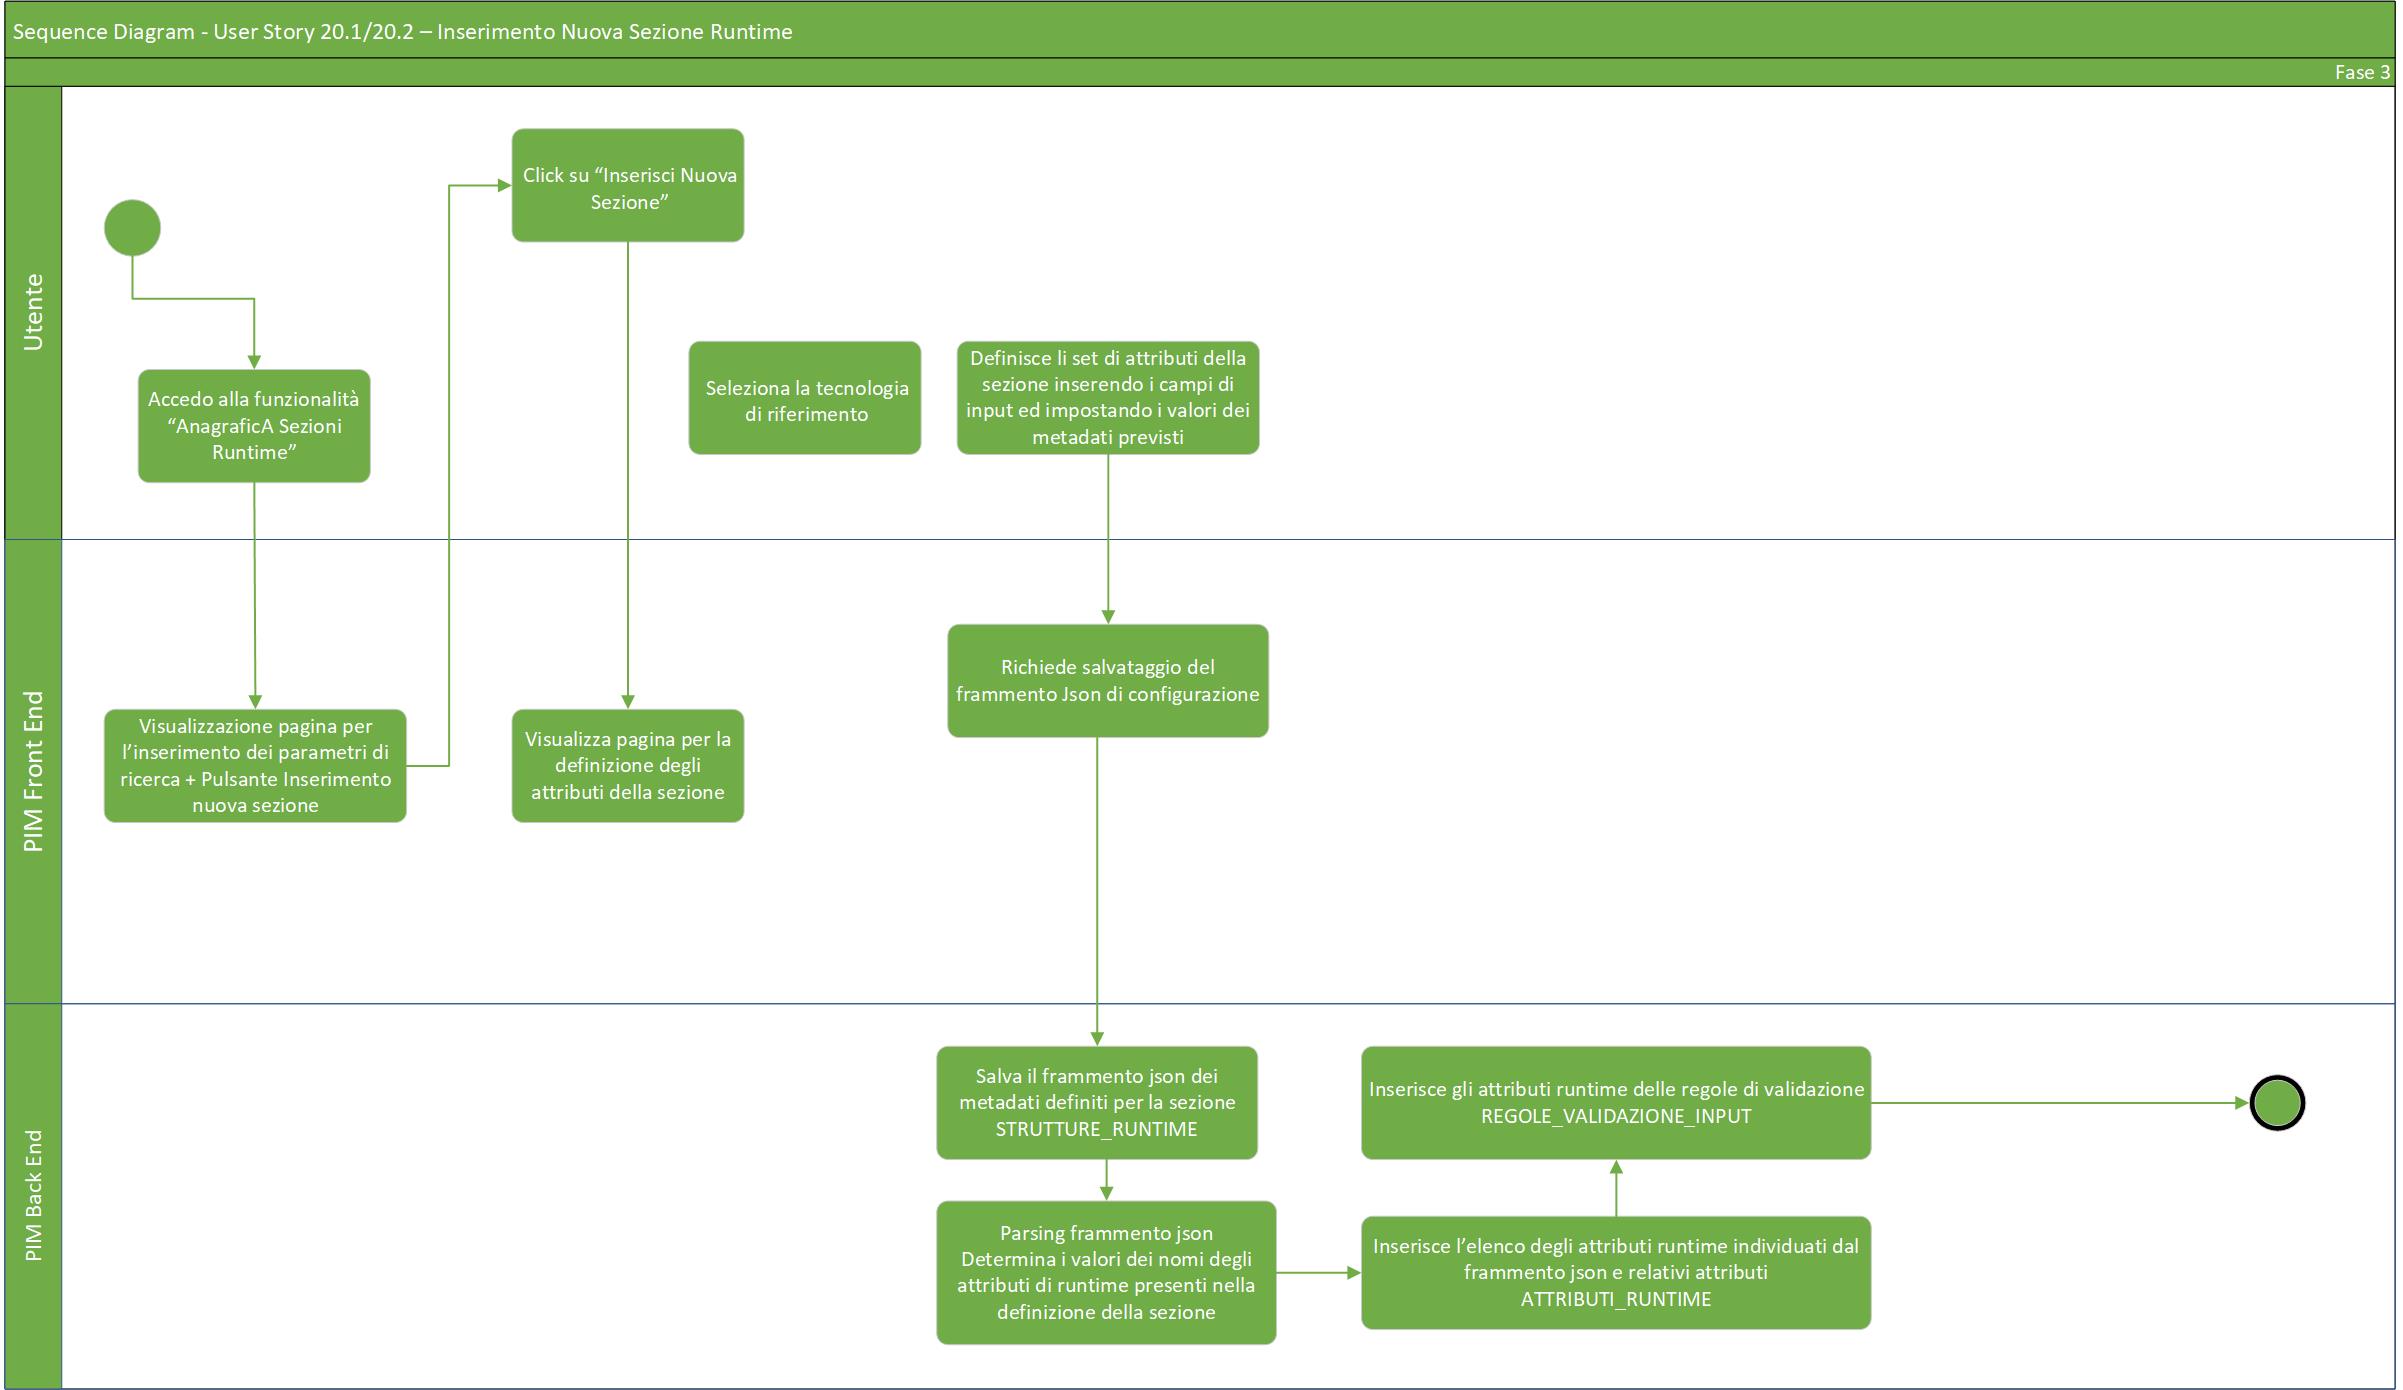 Sequence Diagram - User Story 20.1/20.2 – Inserimento Nuova Sezione Runtime
Fase 3
Utente
Click su “Inserisci Nuova
Sezione”
Accedo alla funzionalità
“AnagraficA Sezioni
Runtime”
Seleziona la tecnologia
di riferimento
Definisce li set di attributi della
sezione inserendo i campi di
input ed impostando i valori dei
metadati previsti
PIM Front End
Visualizzazione pagina per
l’inserimento dei parametri di
ricerca + Pulsante Inserimento
nuova sezione
Visualizza pagina per la
definizione degli
attributi della sezione
Richiede salvataggio del
frammento Json di configurazione
PIM Back End
Salva il frammento json dei
metadati definiti per la sezione
STRUTTURE_RUNTIME
Parsing frammento json
Determina i valori dei nomi degli
attributi di runtime presenti nella
definizione della sezione
Inserisce l’elenco degli attributi runtime individuati dal
frammento json e relativi attributi
ATTRIBUTI_RUNTIME
Inserisce gli attributi runtime delle regole di validazione
REGOLE_VALIDAZIONE_INPUT